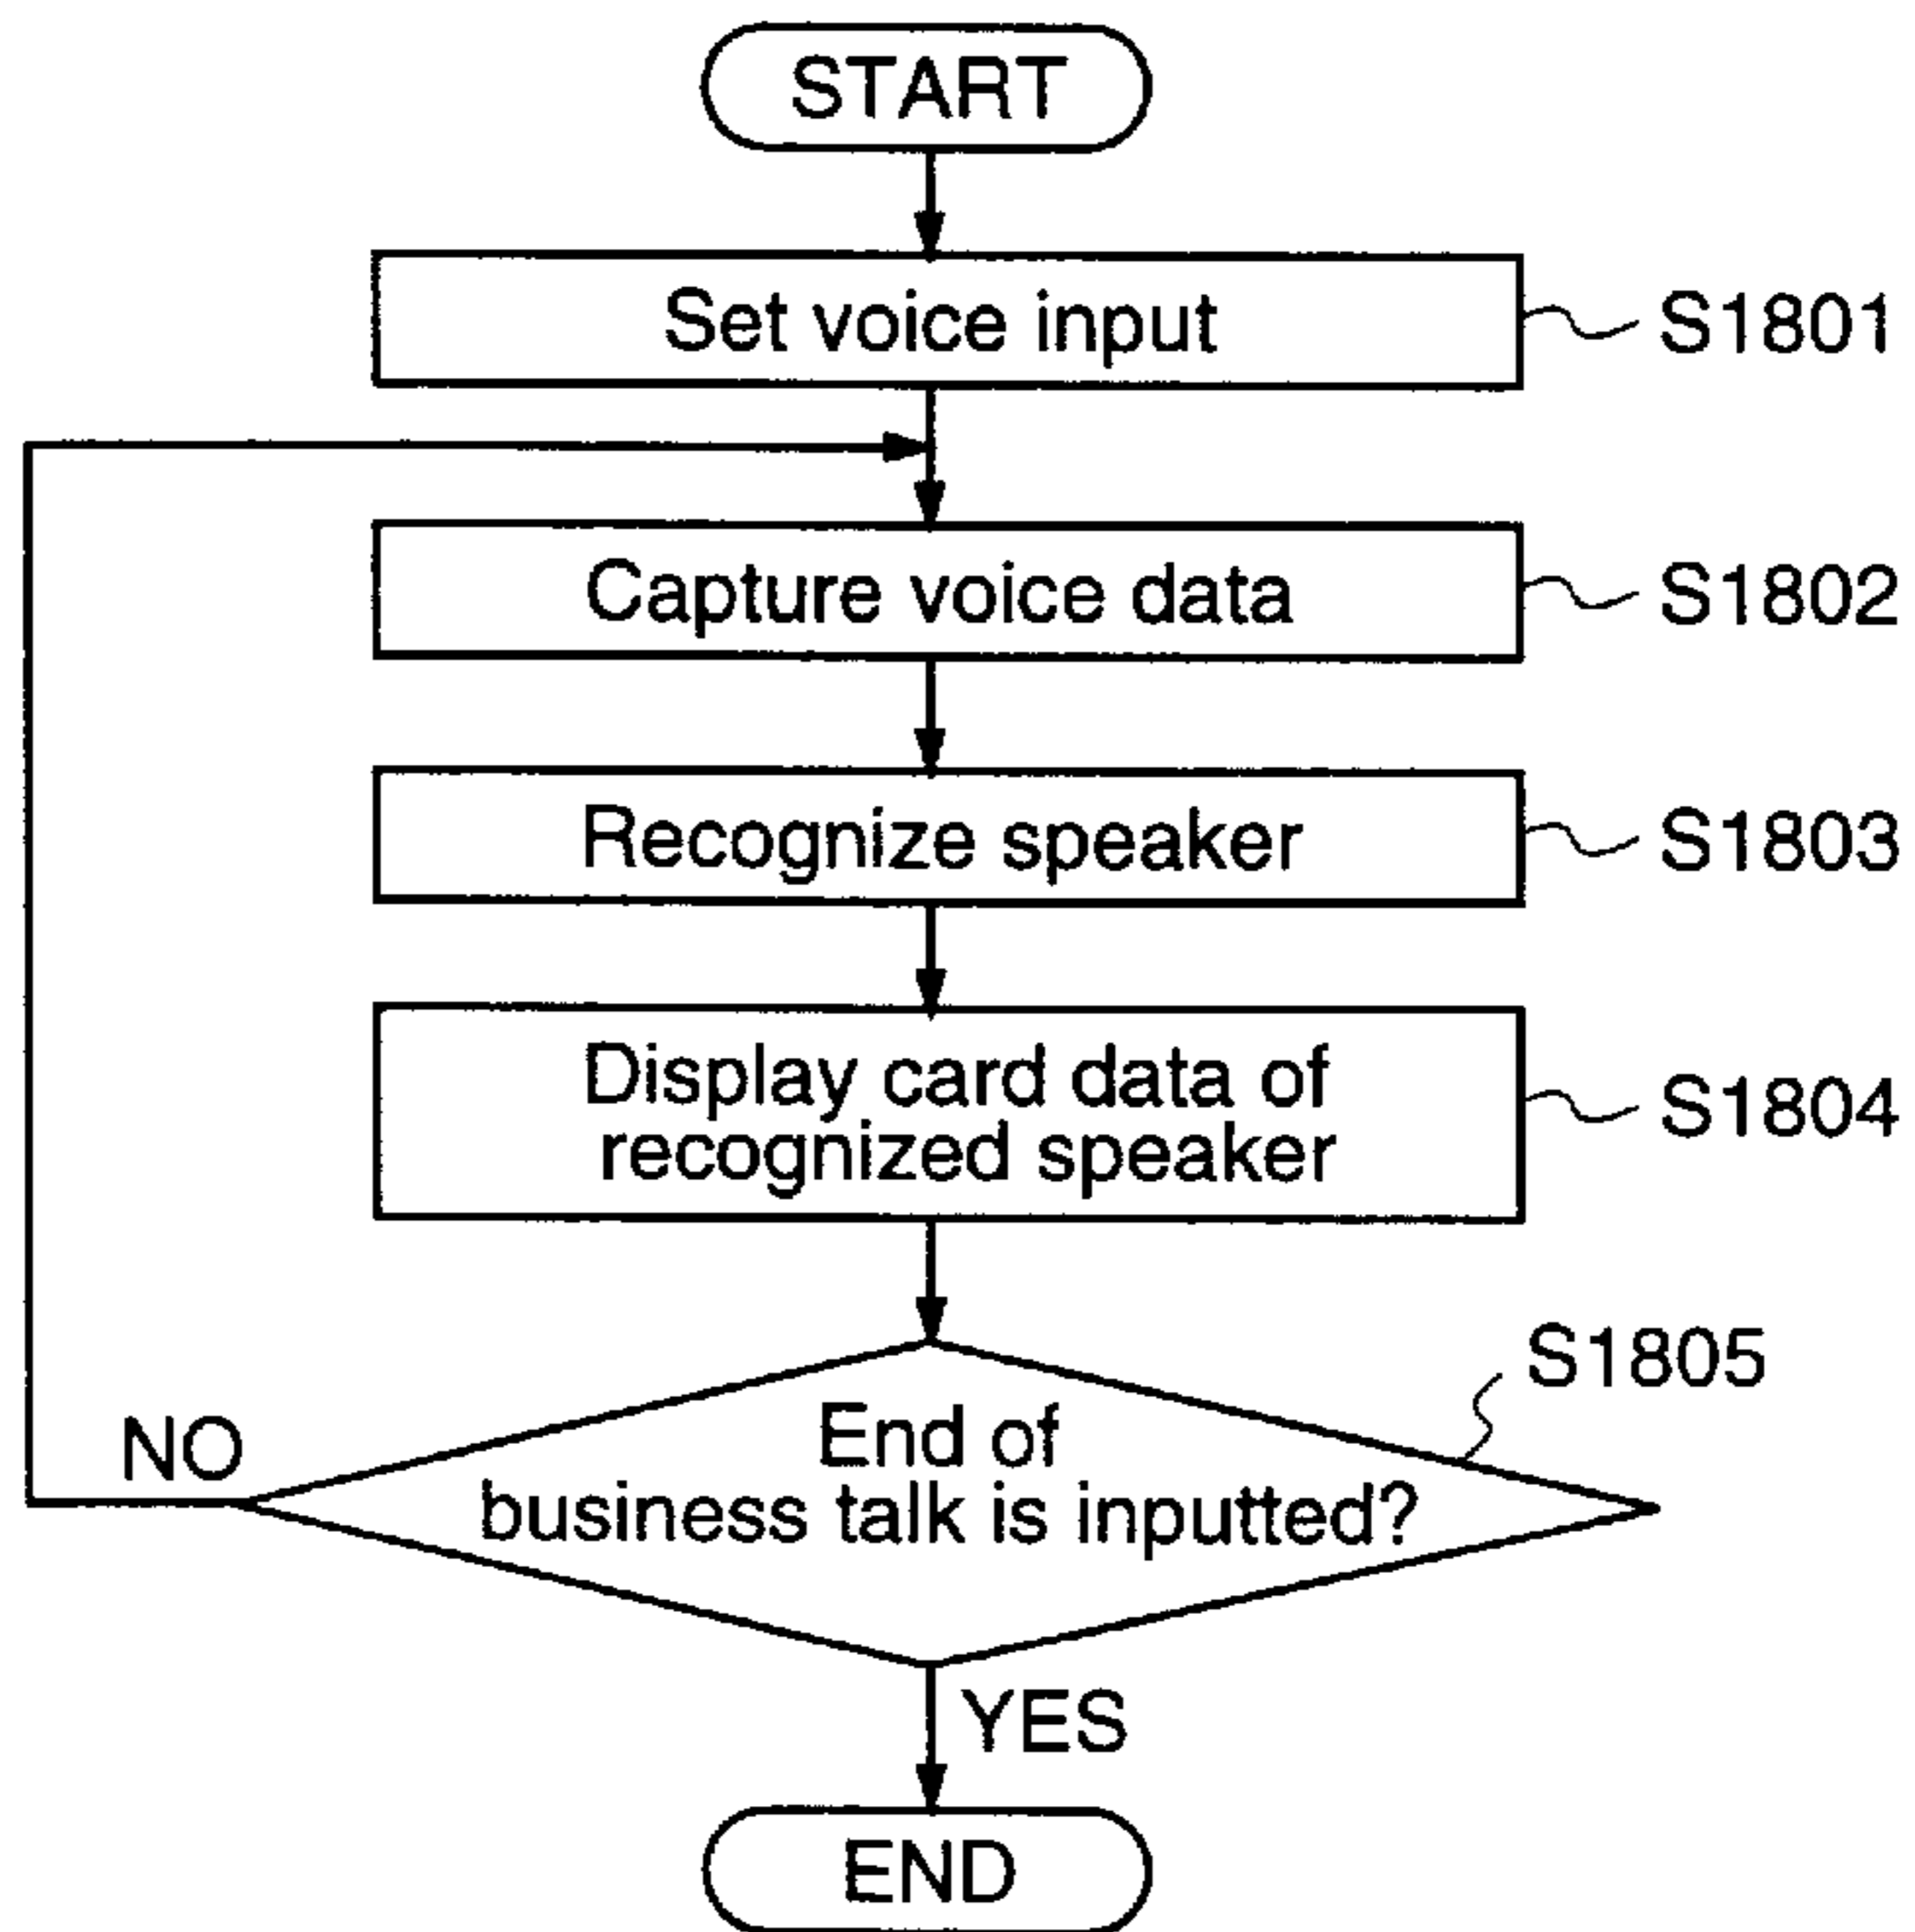 START
Set voice input
S1801
Capture voice data
S1802
Recognize speaker
S1803
Display card data of
recognized speaker
S1804
S1805
End of
business talk is inputted?
NO
YES
END